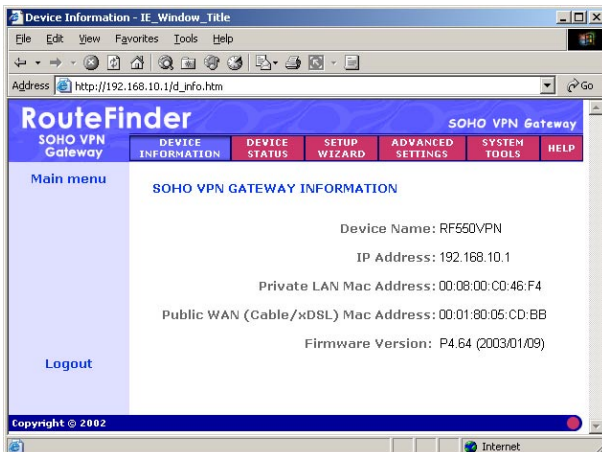 Device Information - IE_Window_Title
File Edit View Favorites Tools Help
Address http://192.168.10.1/d_info.htm Go
RouteFinder SOHO VPN Gateway
SOHO VPN Gateway
DEVICE INFORMATION DEVICE STATUS SETUP WIZARD ADVANCED SETTINGS SYSTEM TOOLS HELP
Main menu
SOHO VPN GATEWAY INFORMATION
Device Name: RF550VPN
IP Address: 192.168.10.1
Private LAN Mac Address: 00:08:00:C0:46:F4
Public WAN (Cable/xDSL) Mac Address: 00:01:80:05:CD:BB
Firmware Version: P4.64 (2003/01/09)
Logout
Copyright © 2002
Internet